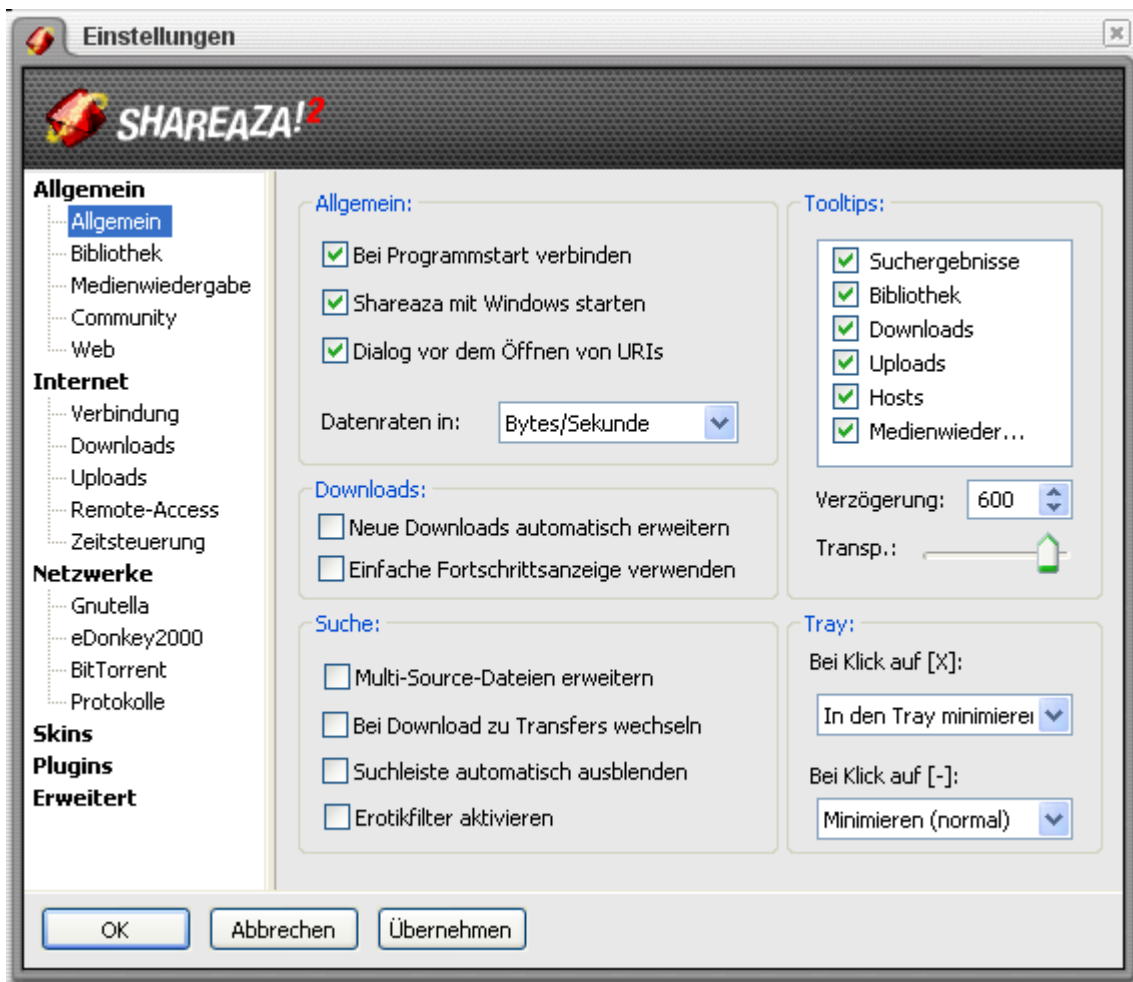 Einstellungen
SHAREAZA!2
Allgemein
Allgemein
Bibliothek
Medienwiedergabe
Community
Web
Internet
Verbindung
Downloads
Uploads
Remote-Access
Zeitsteuerung
Netzwerke
Gnutella
eDonkey2000
BitTorrent
Protokolle
Skins
Plugins
Erweitert
Allgemein:
Bei Programmstart verbinden
Shareaza mit Windows starten
Dialog vor dem Öffnen von URIs
Datenraten in: Bytes/Sekunde
Downloads:
Neue Downloads automatisch erweitern
Einfache Fortschrittsanzeige verwenden
Suche:
Multi-Source-Dateien erweitern
Bei Download zu Transfers wechseln
Suchleiste automatisch ausblenden
Erotikfilter aktivieren
Tooltips:
Suchergebnisse
Bibliothek
Downloads
Uploads
Hosts
Medienwieder...
Verzögerung: 600
Transp.:
Tray:
Bei Klick auf [X]:
In den Tray minimieren
Bei Klick auf [-]:
Minimieren (normal)
OK Abbrechen Übernehmen